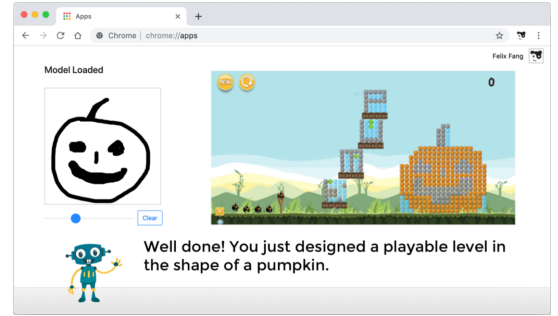 Apps
Chrome | chrome://apps
Felix Fang
Model Loaded
0
Clear
Well done! You just designed a playable level in
the shape of a pumpkin.